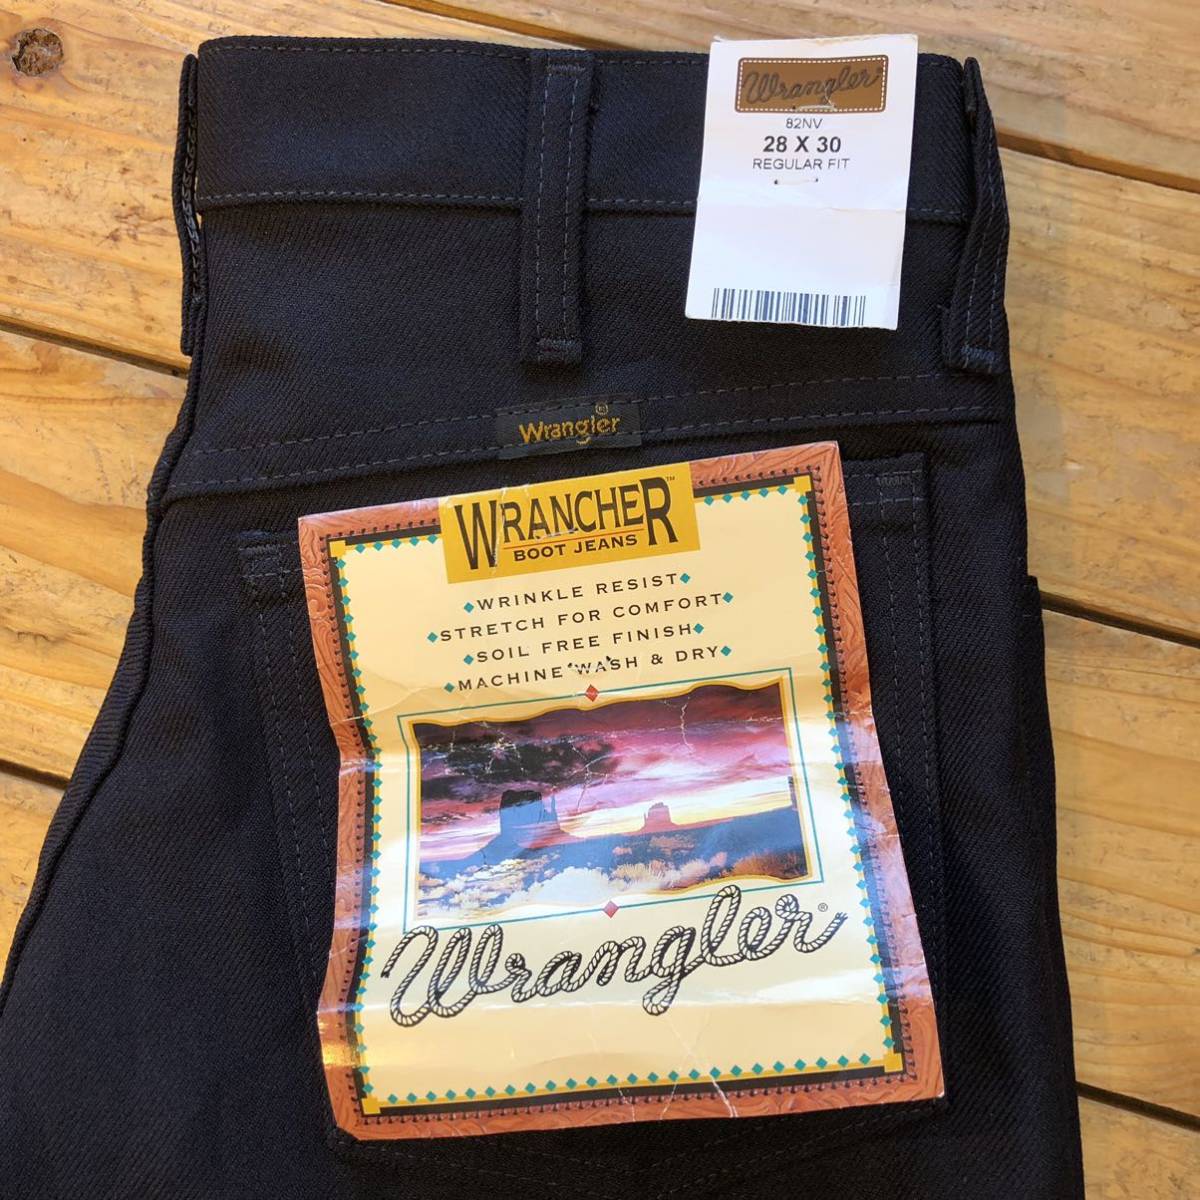 Wrangler®
82NV
28 X 30
REGULAR FIT
Wrangler®
WRANCHER™
BOOT JEANS
◆WRINKLE RESIST◆
◆STRETCH FOR COMFORT◆
◆SOIL FREE FINISH◆
◆MACHINE WASH & DRY◆
Wrangler®